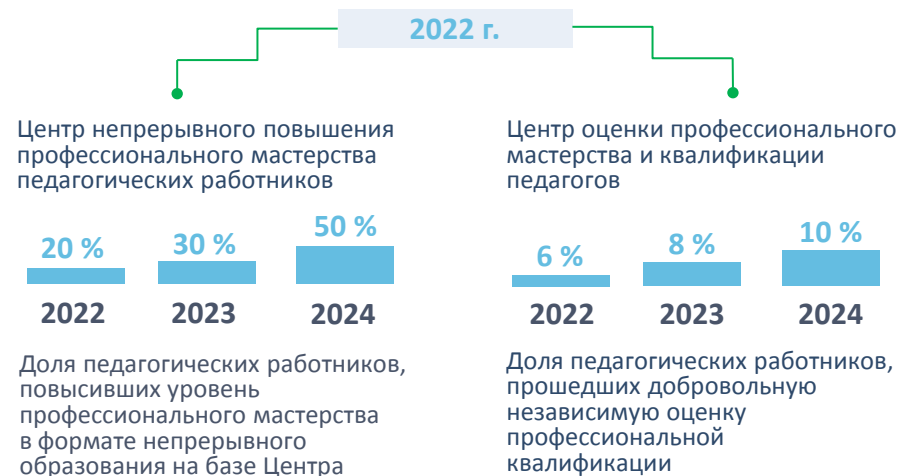 2022 г.
Центр непрерывного повышения
профессионального мастерства
педагогических работников
20 %
30 %
50 %
2022
2023
2024
Доля педагогических работников,
повысивших уровень
профессионального мастерства
в формате непрерывного
образования на базе Центра
Центр оценки профессионального
мастерства и квалификации
педагогов
6 %
8 %
10 %
2022
2023
2024
Доля педагогических работников,
прошедших добровольную
независимую оценку
профессиональной
квалификации